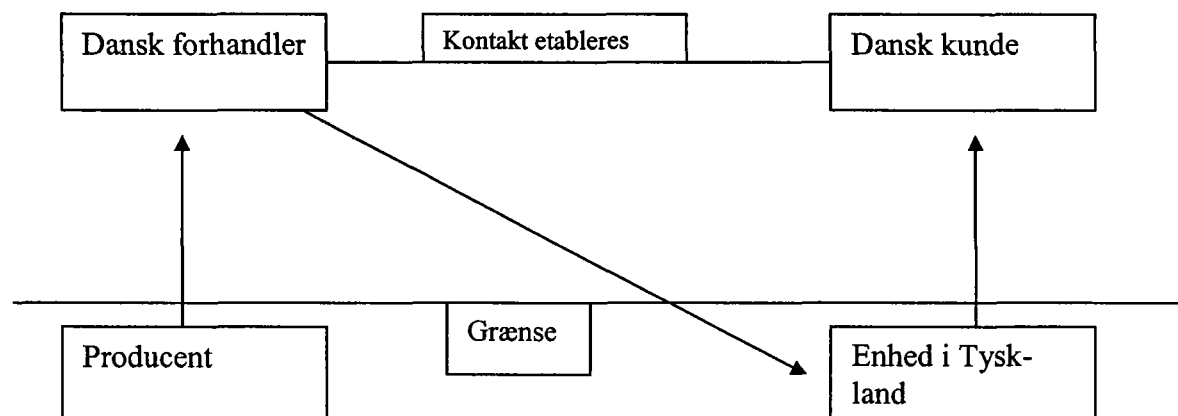 Dansk forhandler
Kontakt etableres
Dansk kunde
Grænse
Producent
Enhed i Tysk-
land